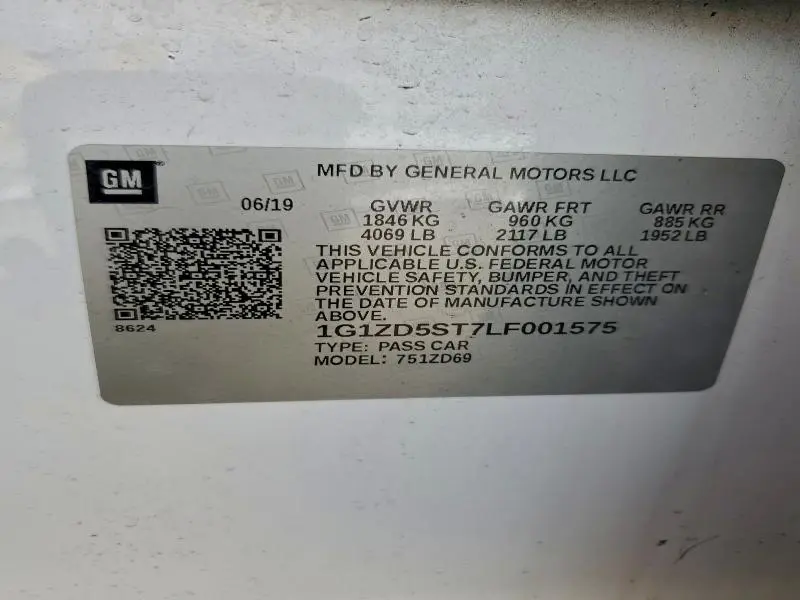 GM
MFD BY GENERAL MOTORS LLC
06/19
GVWR GAWR FRT GAWR RR
1846 KG 960 KG 885 KG
4069 LB 2117 LB 1952 LB
THIS VEHICLE CONFORMS TO ALL
APPLICABLE U.S. FEDERAL MOTOR
VEHICLE SAFETY, BUMPER, AND THEFT
PREVENTION STANDARDS IN EFFECT ON
THE DATE OF MANUFACTURE SHOWN
ABOVE.
8624
1G1ZD5ST7LF001575
TYPE: PASS CAR
MODEL: 751ZD69